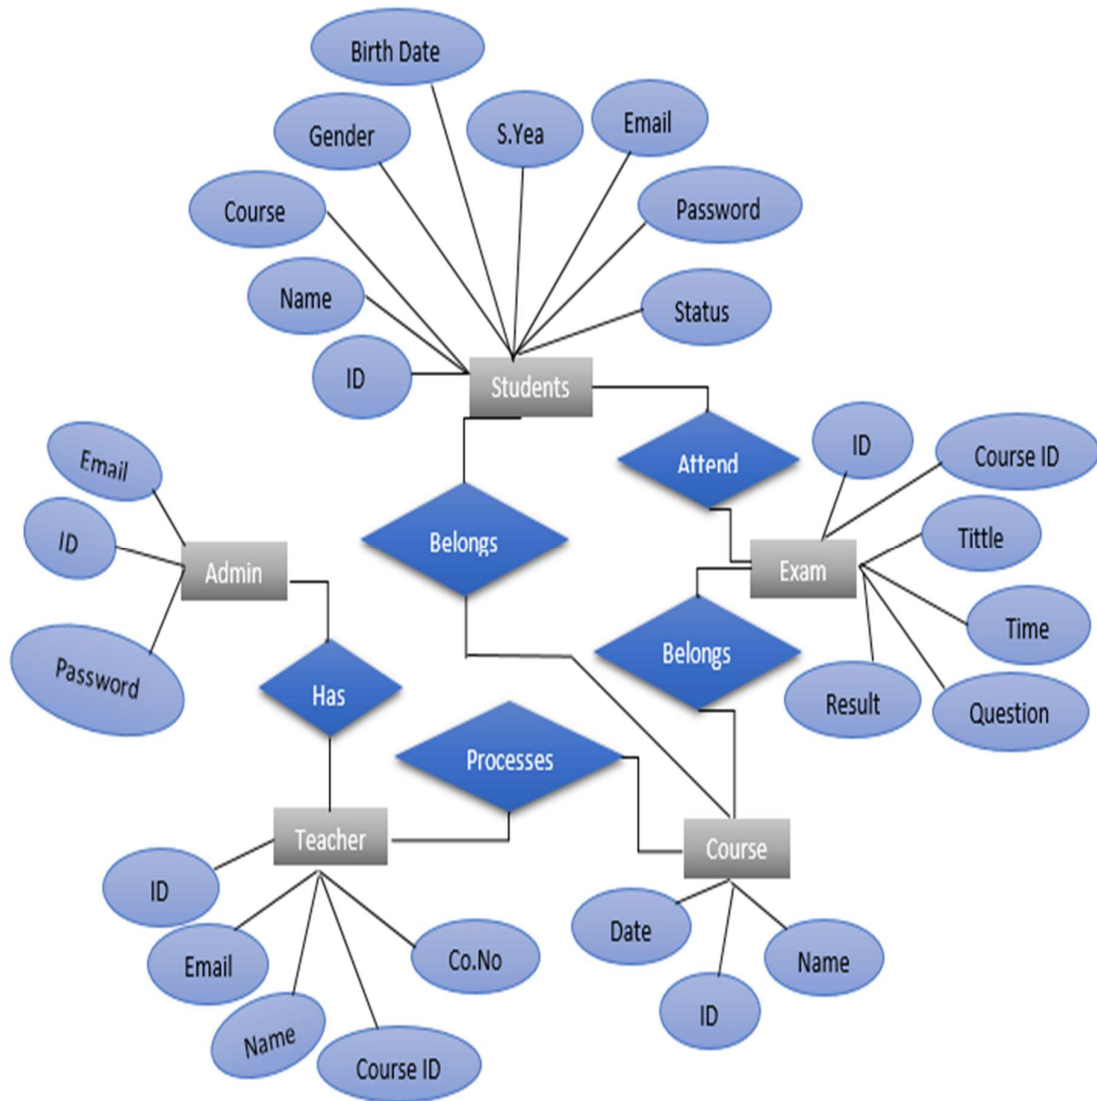 Birth Date
Gender
S.Yea
Email
Course
Password
Name
Status
ID
Students
Email
ID
Admin
Password
Attend
ID
Course ID
Tittle
Exam
Time
Belongs
Belongs
Result
Question
Has
Processes
Teacher
Course
ID
Email
Name
Course ID
Co.No
Date
ID
Name